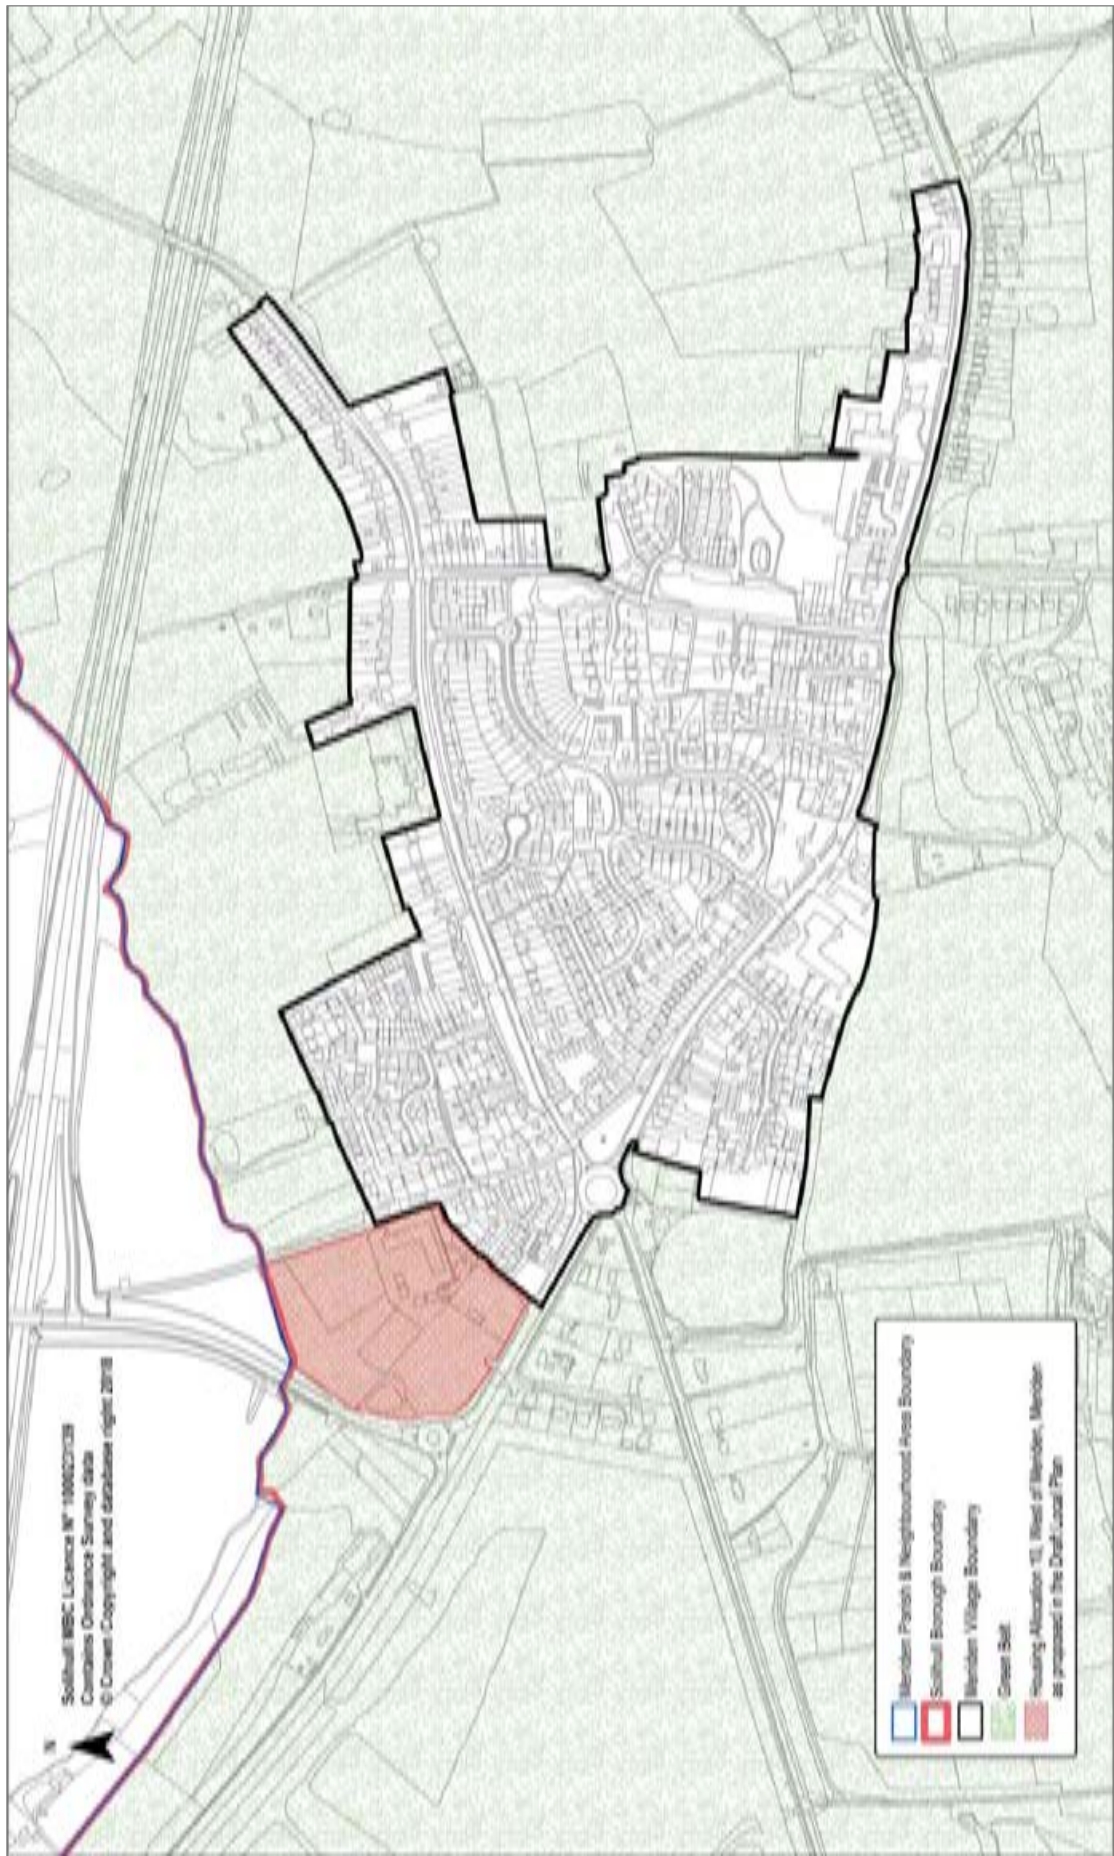 N
Solihull MBC Licence Nº
Contains Ordnance Survey data
© Crown Copyright and database right 2018
Meriden Parish & Neighbourhood Area Boundary
Solihull Borough Boundary
Meriden Village Boundary
Green Belt
Housing Allocation 10, West of Meriden, Meriden
as proposed in the Draft Local Plan